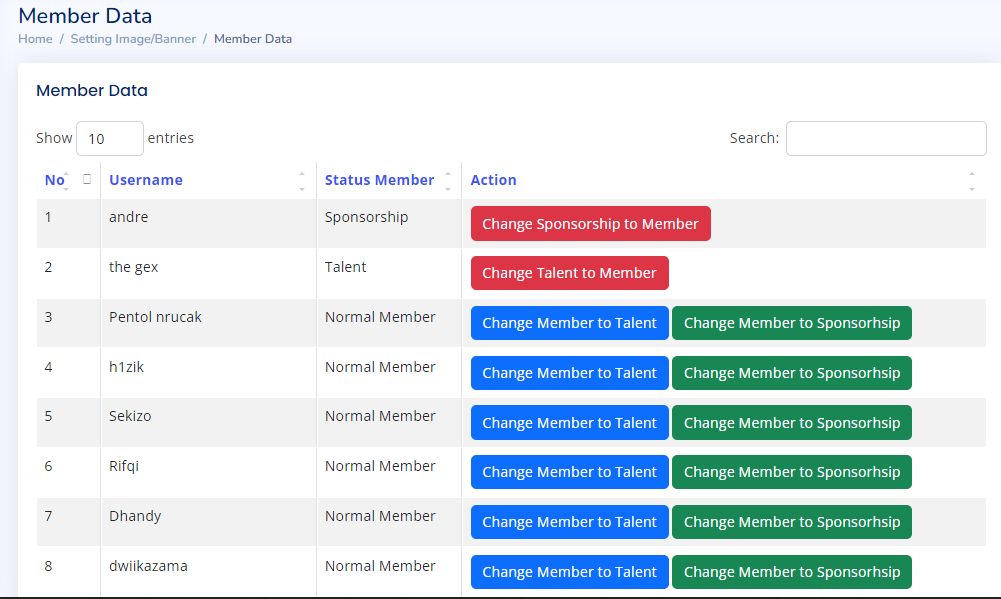 Member Data
Home / Setting Image/Banner / Member Data
Member Data
Show 10 entries Search:
No Username Status Member Action
1 andre Sponsorship Change Sponsorship to Member
2 the gex Talent Change Talent to Member
3 Pentol nrucak Normal Member Change Member to Talent Change Member to Sponsorhsip
4 h1zik Normal Member Change Member to Talent Change Member to Sponsorhsip
5 Sekizo Normal Member Change Member to Talent Change Member to Sponsorhsip
6 Rifqi Normal Member Change Member to Talent Change Member to Sponsorhsip
7 Dhandy Normal Member Change Member to Talent Change Member to Sponsorhsip
8 dwiikazama Normal Member Change Member to Talent Change Member to Sponsorhsip